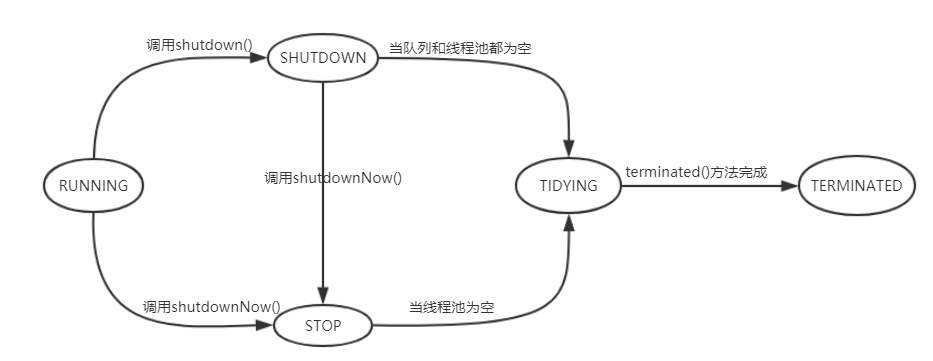 调用shutdown()
SHUTDOWN
当队列和线程池都为空
RUNNING
调用shutdownNow()
TIDYING
terminated()方法完成
TERMINATED
调用shutdownNow()
STOP
当线程池为空